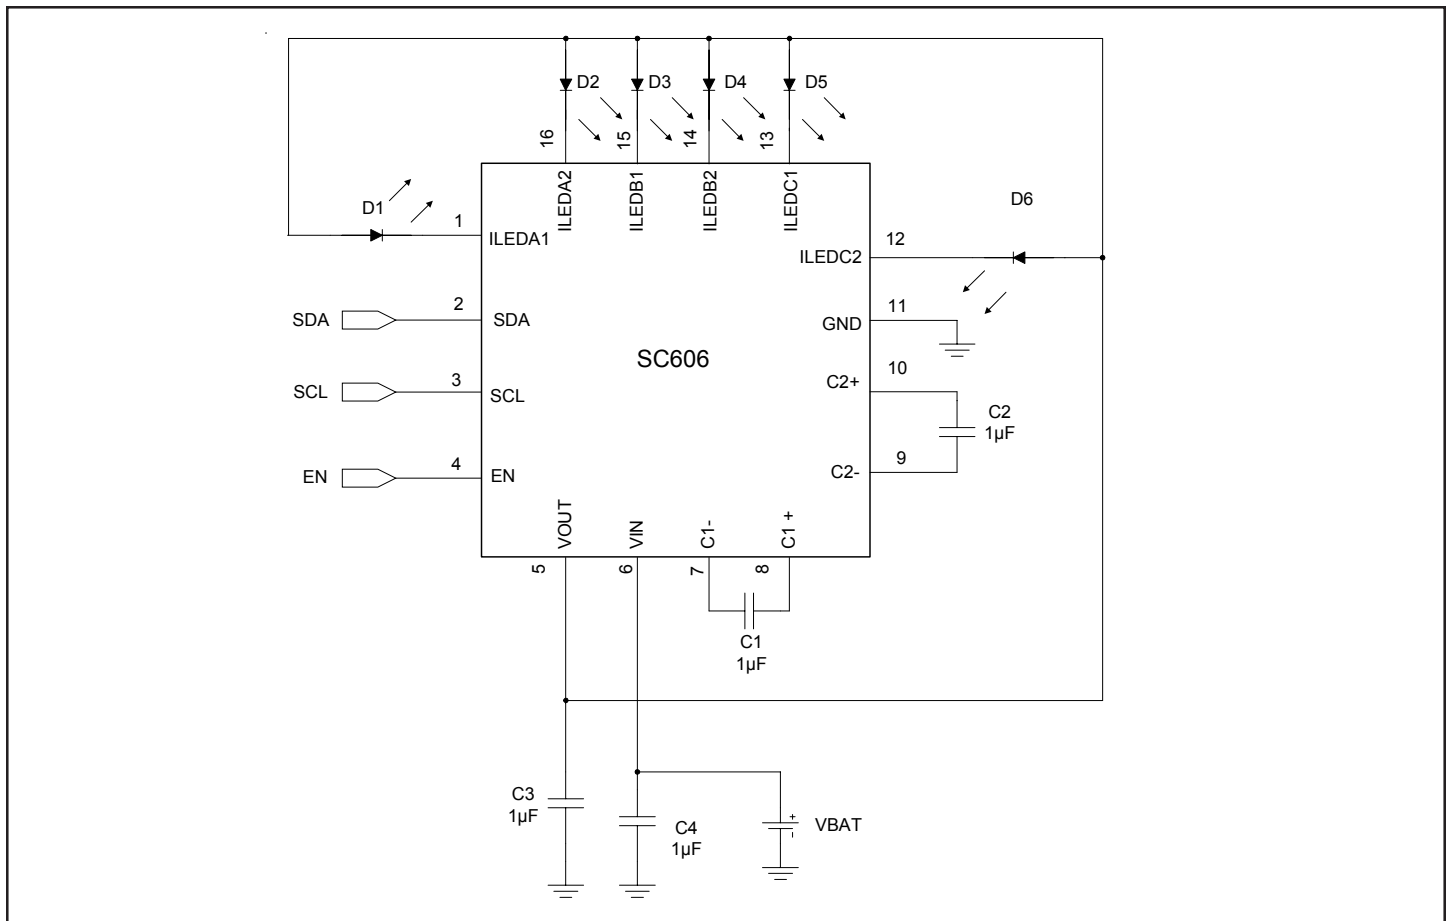 D2
D3
D4
D5
16
15
14
13
D1
1
ILEDA2
ILEDB1
ILEDB2
ILEDC1
D6
ILEDA1
12
ILEDC2
SDA
2
SDA
11
GND
SC606
10
C2+
SCL
3
SCL
C2
1µF
EN
4
EN
9
C2-
VOUT
VIN
C1-
C1 +
5
6
7
8
C1
1µF
C3
1µF
C4
1µF
+
VBAT
-